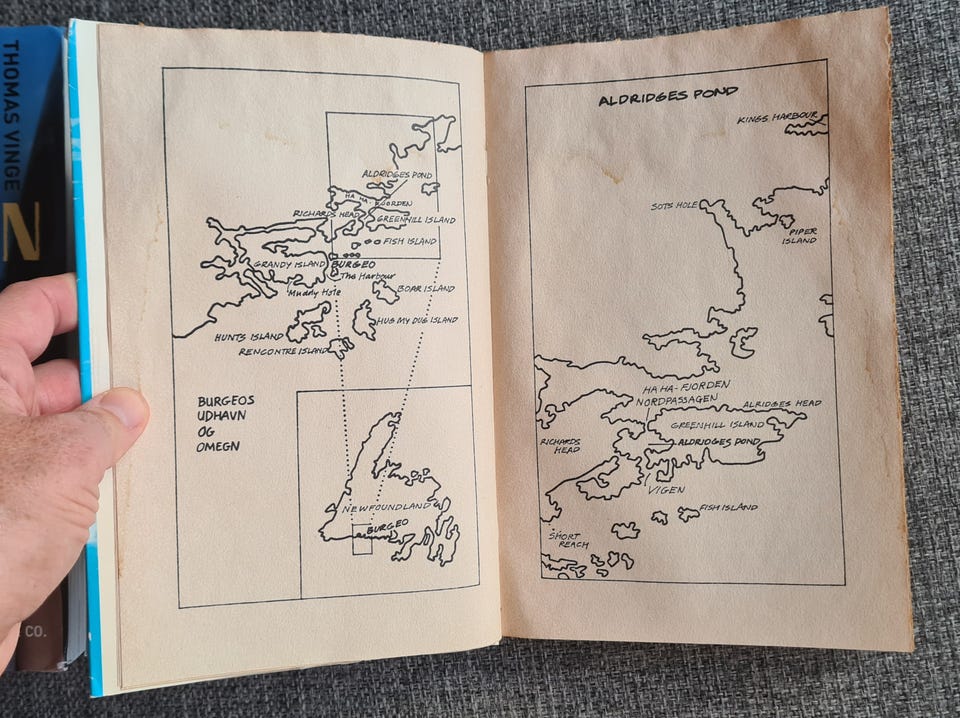 THOMAS VINGE
N
CO.
ALDRIDGES POND
HA HA-FJORDEN
RICHARDS HEAD
GREENHILL ISLAND
FISH ISLAND
GRANDY ISLAND
BURGEO
The Harbour
Muddy Hole
BOAR ISLAND
HUNTS ISLAND
HUG MY DUG ISLAND
RENCONTRE ISLAND
BURGEOS
UDHAVN
OG
OMEGN
NEWFOUNDLAND
BURGEO
ALDRIDGES POND
KINGS HARBOUR
SOTS HOLE
PIPER
ISLAND
HA HA-FJORDEN
NORDPASSAGEN
ALRIDGES HEAD
GREENHILL ISLAND
RICHARDS
HEAD
ALDRIDGES POND
VIGEN
FISH ISLAND
SHORT
REACH